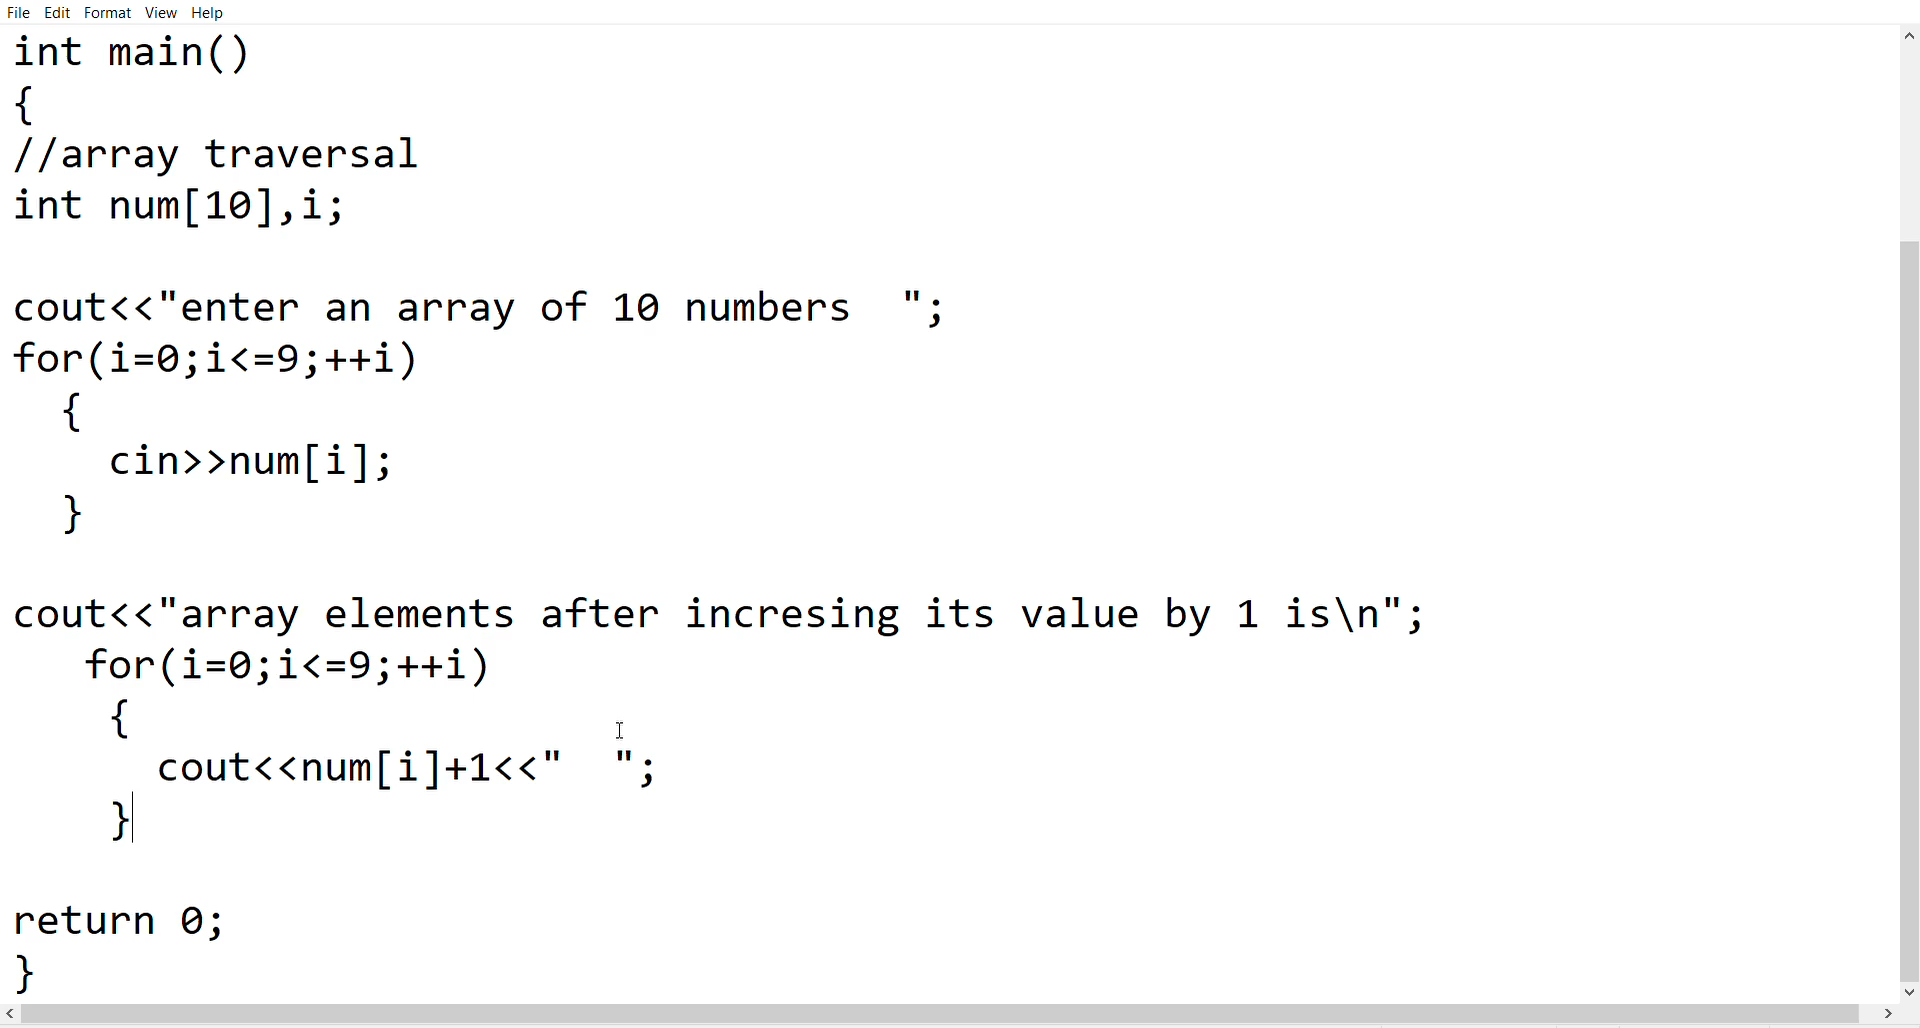 File Edit Format View Help
int main()
{
//array traversal
int num[10],i;
cout<<"enter an array of 10 numbers  ";
for(i=0;i<=9;++i)
  {
    cin>>num[i];
  }
cout<<"array elements after incresing its value by 1 is\n";
   for(i=0;i<=9;++i)
    {
      cout<<num[i]+1<<"  ";
    }
return 0;
}